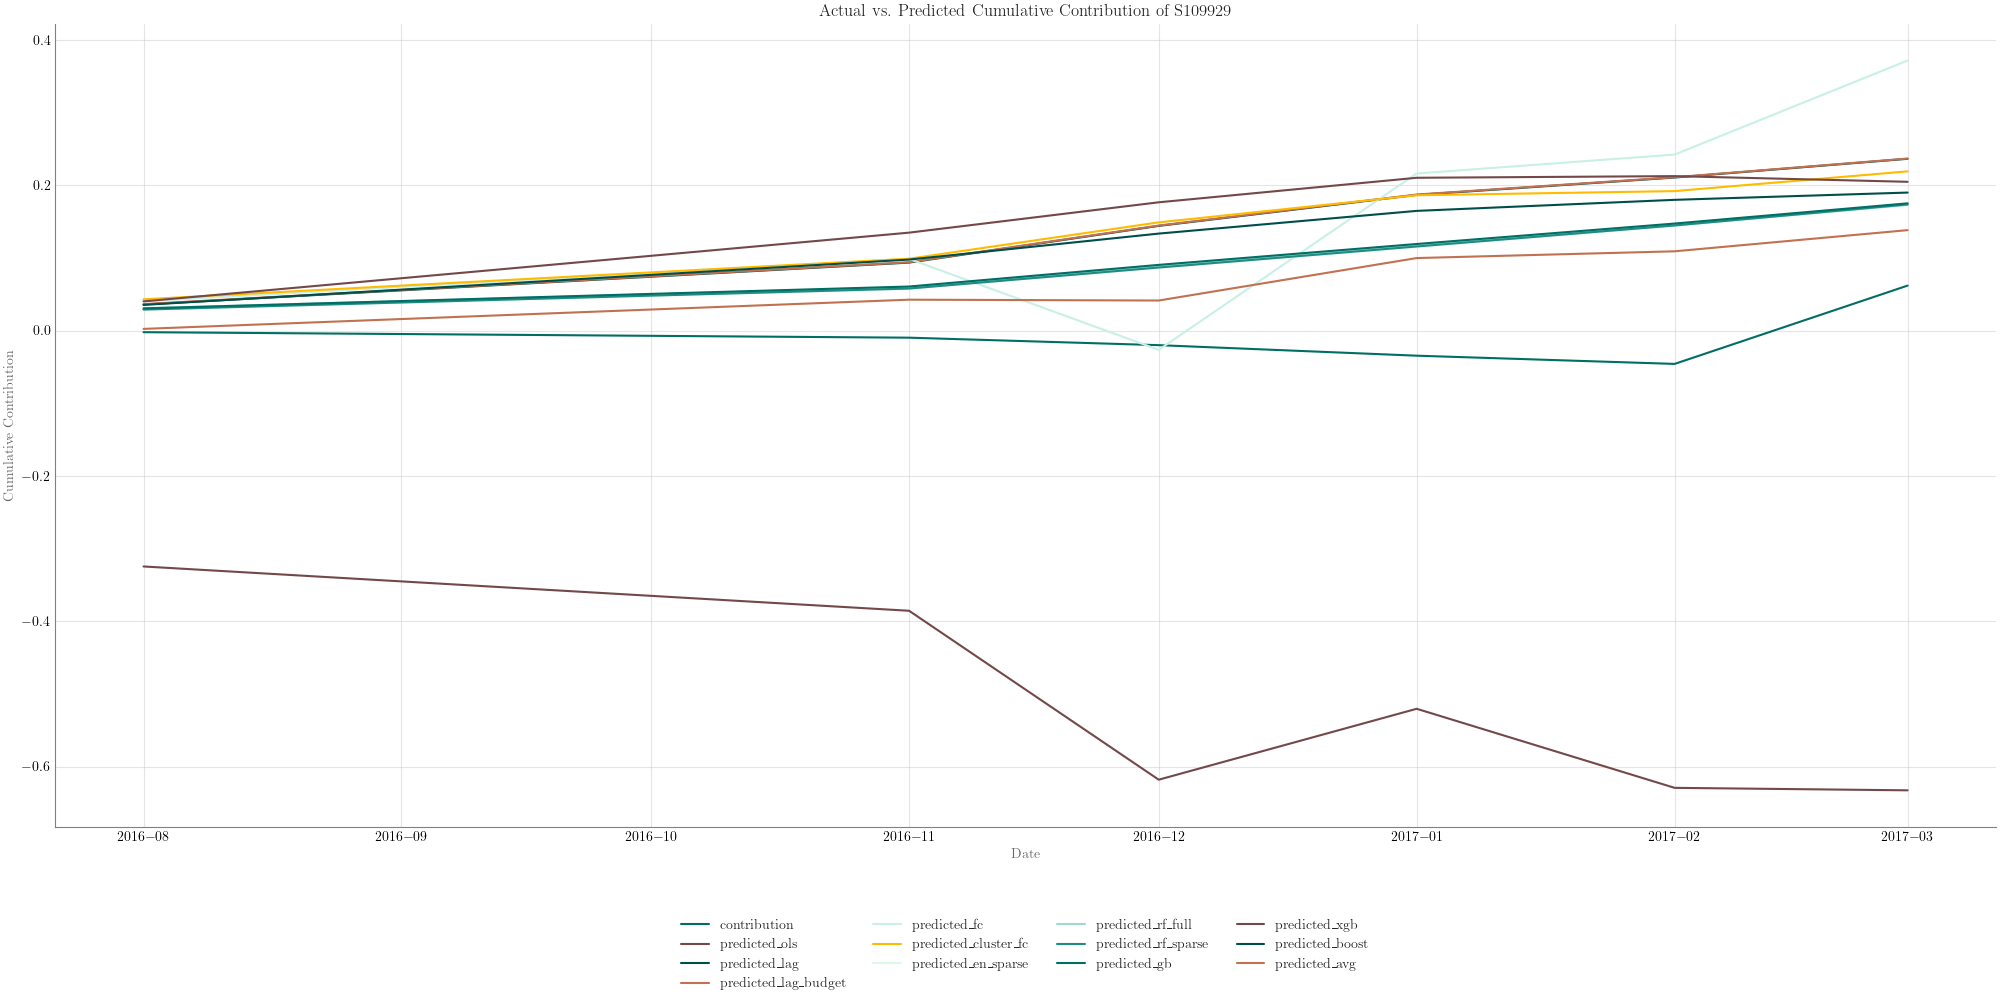 Actual vs. Predicted Cumulative Contribution of S109929
0.4
0.2
0.0
−0.2
−0.4
−0.6
Cumulative Contribution
2016−08 2016−09 2016−10 2016−11 2016−12 2017−01 2017−02 2017−03
Date
contribution predicted_fc predicted_rf_full predicted_xgb
predicted_ols predicted_cluster_fc predicted_rf_sparse predicted_boost
predicted_lag predicted_en_sparse predicted_gb predicted_avg
predicted_lag_budget